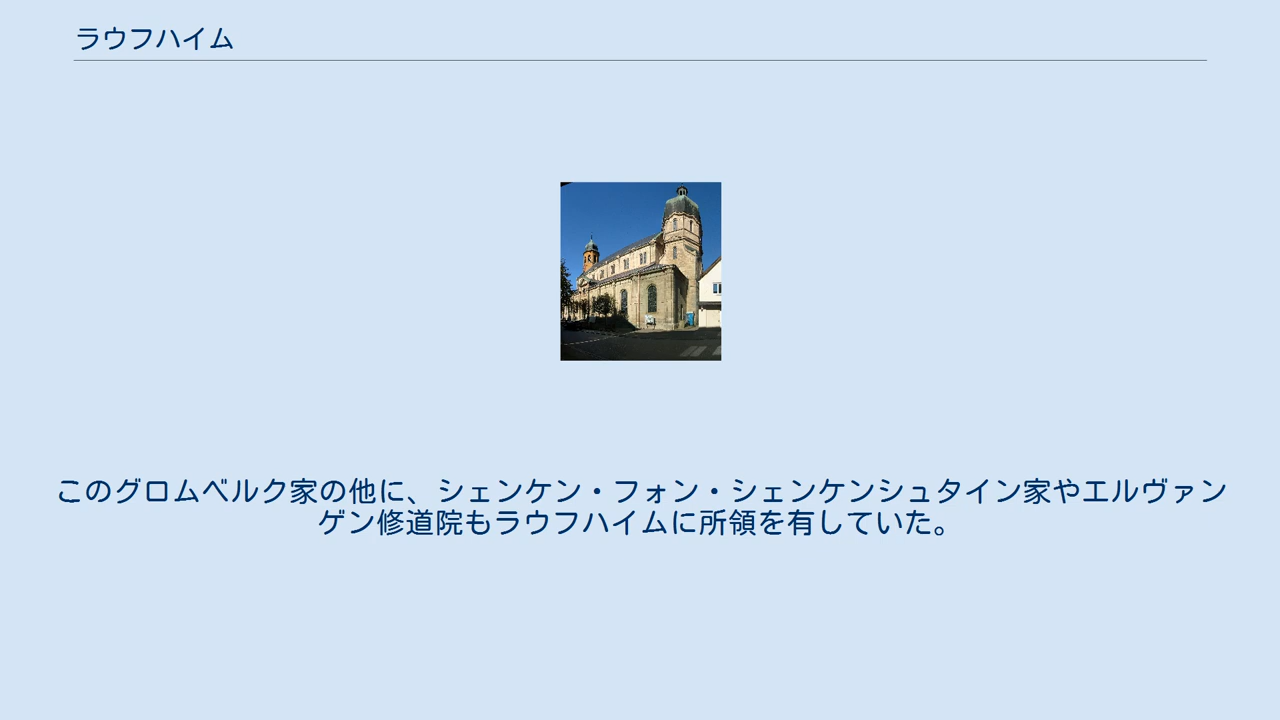 ラウフハイム
このグロムベルク家の他に、シェンケン・フォン・シェンケンシュタイン家やエルヴァン
ゲン修道院もラウフハイムに所領を有していた。